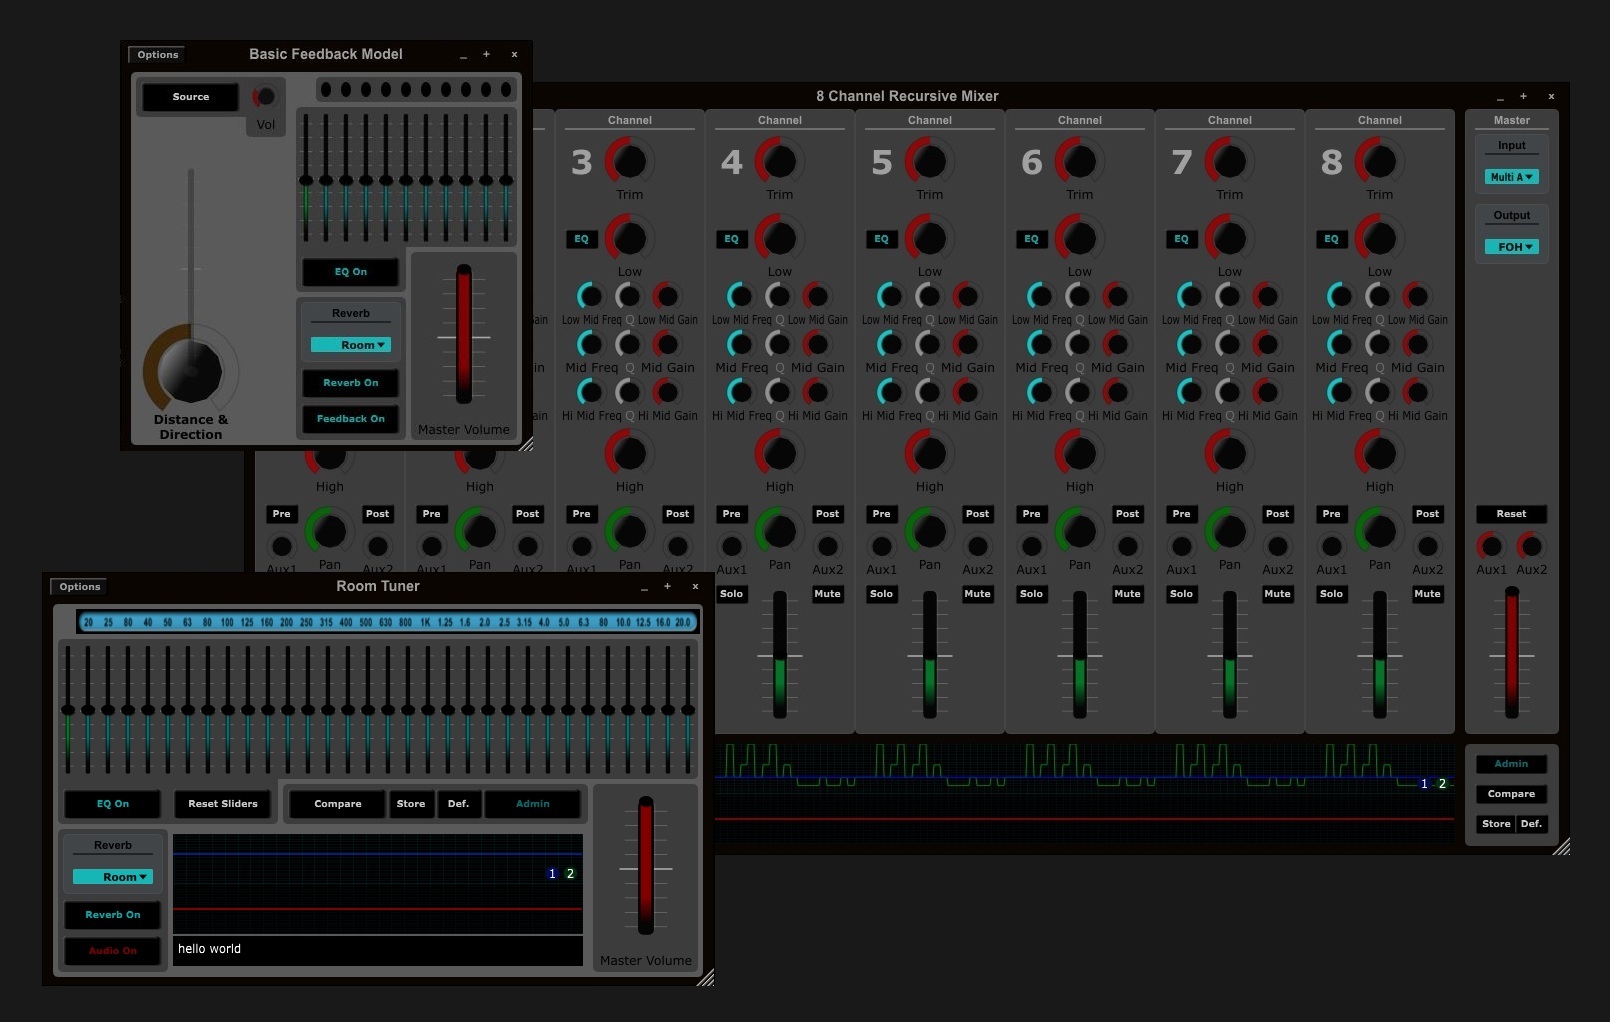 Options Basic Feedback Model _ + x
Source
Vol
EQ On
Reverb
Room
Reverb On
Feedback On
Distance &
Direction
Master Volume
8 Channel Recursive Mixer _ + x
Channel Channel Channel Channel Channel Channel Master
3 4 5 6 7 8
Trim Trim Trim Trim Trim Trim
Input
Multi A
Output
FOH
EQ EQ EQ EQ EQ EQ
Low Low Low Low Low Low
Gain Low Mid Freq Q Low Mid Gain Low Mid Freq Q Low Mid Gain Low Mid Freq Q Low Mid Gain Low Mid Freq Q Low Mid Gain Low Mid Freq Q Low Mid Gain Low Mid Freq Q Low Mid Gain
in Mid Freq Q Mid Gain Mid Freq Q Mid Gain Mid Freq Q Mid Gain Mid Freq Q Mid Gain Mid Freq Q Mid Gain Mid Freq Q Mid Gain
ain Hi Mid Freq Q Hi Mid Gain Hi Mid Freq Q Hi Mid Gain Hi Mid Freq Q Hi Mid Gain Hi Mid Freq Q Hi Mid Gain Hi Mid Freq Q Hi Mid Gain Hi Mid Freq Q Hi Mid Gain
High High High High High High High High
Pre Post Pre Post Pre Post Pre Post Pre Post Pre Post Pre Post Pre Post Reset
Aux1 Pan Aux2 Aux1 Pan Aux2 Aux1 Pan Aux2 Aux1 Pan Aux2 Aux1 Pan Aux2 Aux1 Pan Aux2 Aux1 Pan Aux2 Aux1 Pan Aux2 Aux1 Aux2
Solo Mute Solo Mute Solo Mute Solo Mute Solo Mute
1 2
Admin
Compare
Store Def.
Options Room Tuner _ + x
20 25 80 40 50 63 80 100 125 160 200 250 315 400 500 630 800 1K 1.25 1.6 2.0 2.5 3.15 4.0 5.0 6.3 80 10.0 12.5 16.0 20.0
EQ On Reset Sliders Compare Store Def. Admin
Reverb
Room
Reverb On
Audio On
1 2
hello world
Master Volume